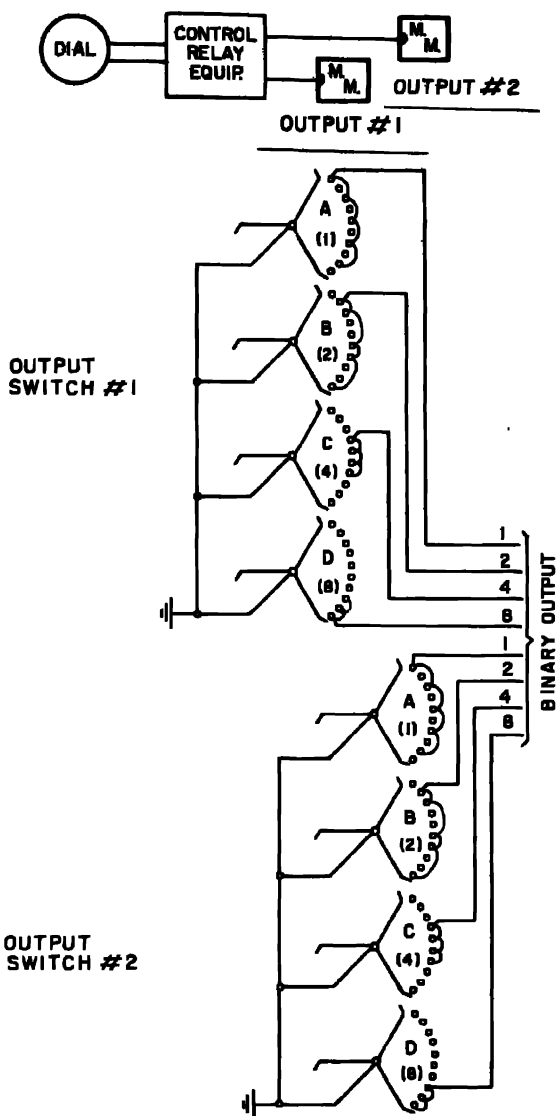 DIAL
CONTROL
RELAY
EQUIP.
M.
M.
M.
M.
OUTPUT #2
OUTPUT #1
A
(1)
B
(2)
C
(4)
D
(8)
OUTPUT
SWITCH #1
1
2
4
8
1
2
4
8
BINARY OUTPUT
A
(1)
B
(2)
C
(4)
D
(8)
OUTPUT
SWITCH #2